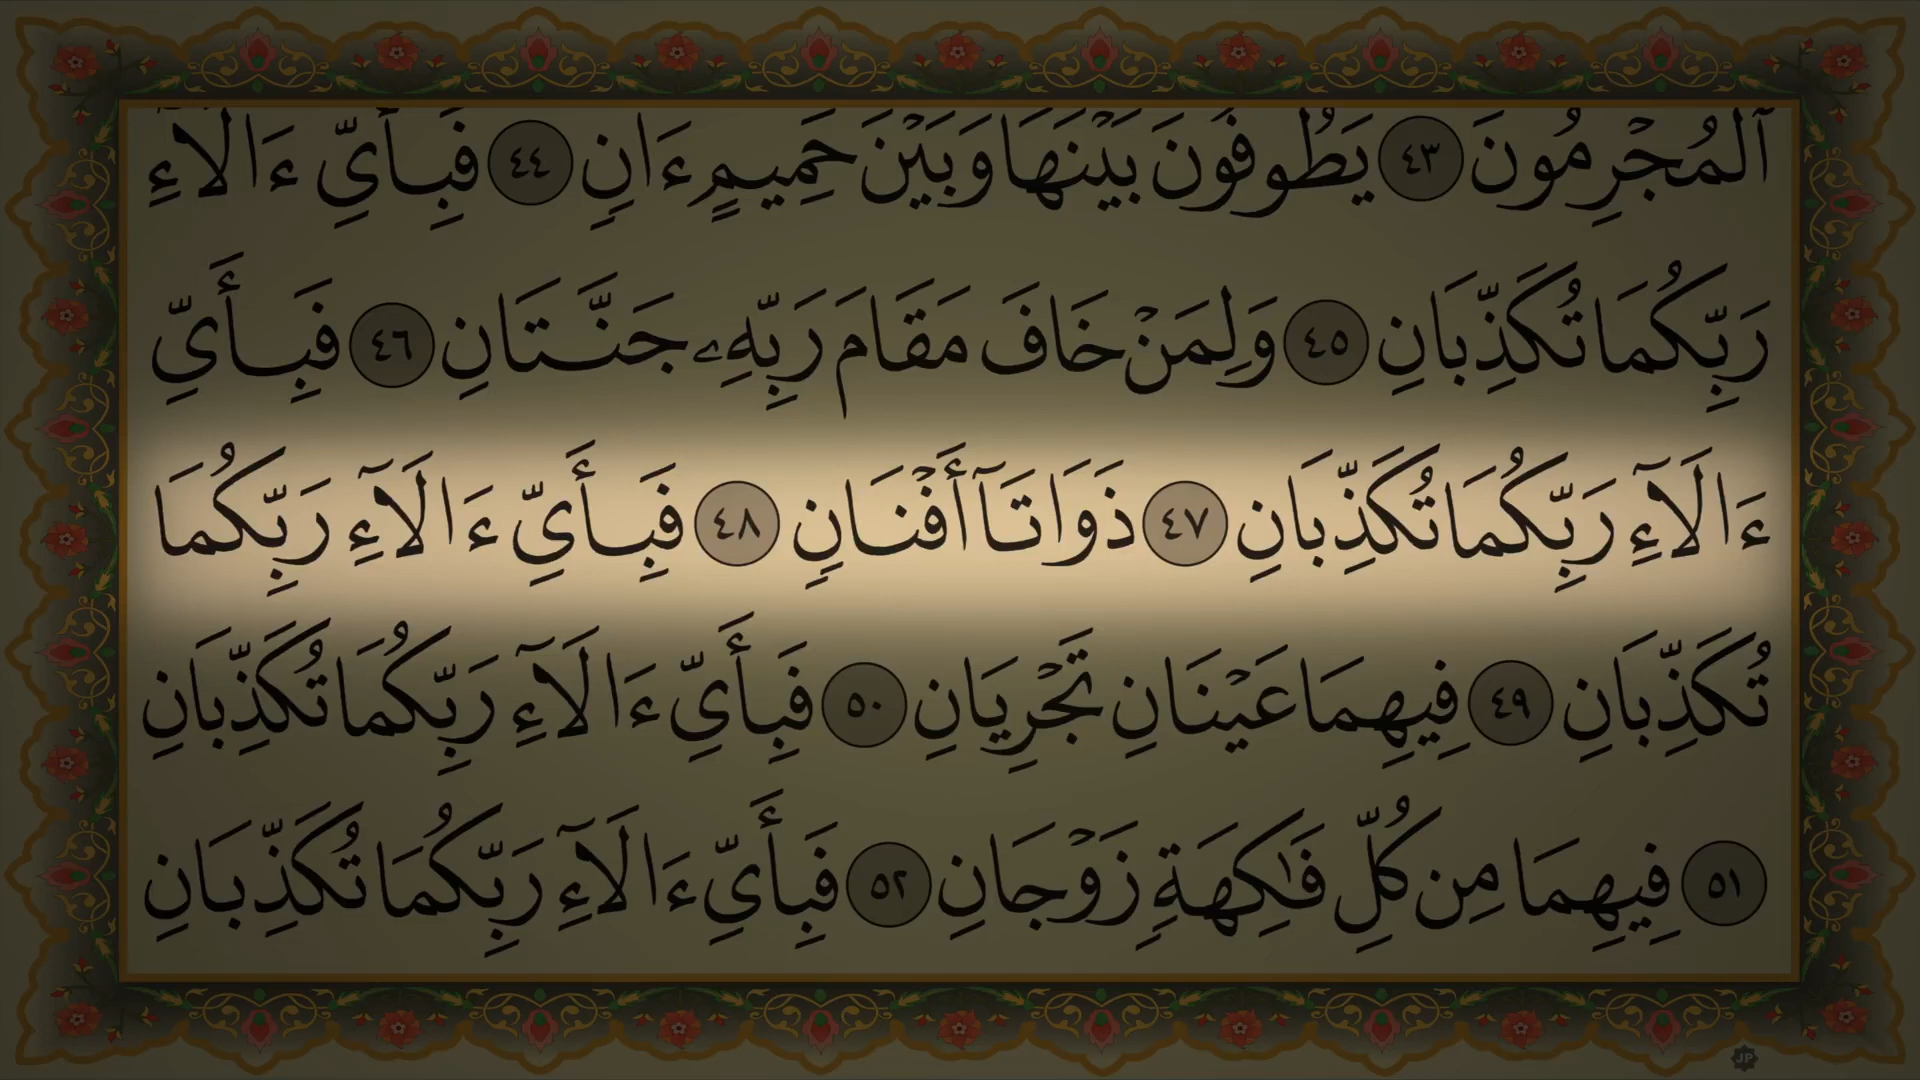 ٱلۡمُجۡرِمُونَ ٤٣ يَطُوفُونَ بَيۡنَهَا وَبَيۡنَ حَمِيمٍ ءَانٖ ٤٤ فَبِأَيِّ ءَالَآءِ
رَبِّكُمَا تُكَذِّبَانِ ٤٥ وَلِمَنۡ خَافَ مَقَامَ رَبِّهِۦ جَنَّتَانِ ٤٦ فَبِأَيِّ
ءَالَآءِ رَبِّكُمَا تُكَذِّبَانِ ٤٧ ذَوَاتَآ أَفۡنَانٖ ٤٨ فَبِأَيِّ ءَالَآءِ رَبِّكُمَا
تُكَذِّبَانِ ٤٩ فِيهِمَا عَيۡنَانِ تَجۡرِيَانِ ٥٠ فَبِأَيِّ ءَالَآءِ رَبِّكُمَا تُكَذِّبَانِ
٥١ فِيهِمَا مِن كُلِّ فَٰكِهَةٖ زَوۡجَانِ ٥٢ فَبِأَيِّ ءَالَآءِ رَبِّكُمَا تُكَذِّبَانِ
JP